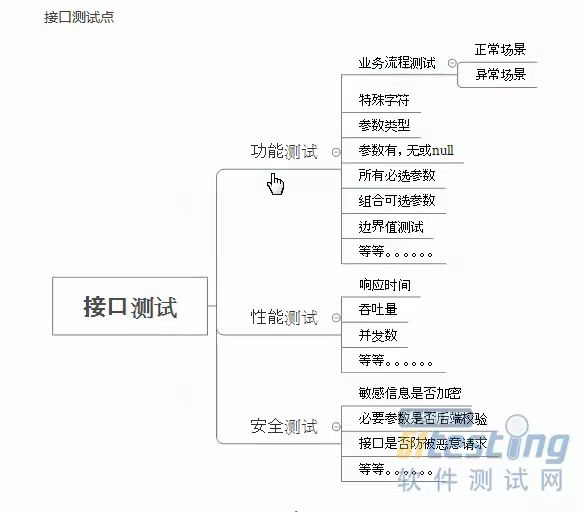 接口测试点
接口测试
功能测试
业务流程测试
正常场景
异常场景
特殊字符
参数类型
参数有，无或null
所有必选参数
组合可选参数
边界值测试
等等。。。。。。
性能测试
响应时间
吞吐量
并发数
等等。。。。。。
安全测试
敏感信息是否加密
必要参数是否后端校验
接口是否防被恶意请求
等等。。。。。。
51testing
软件测试网